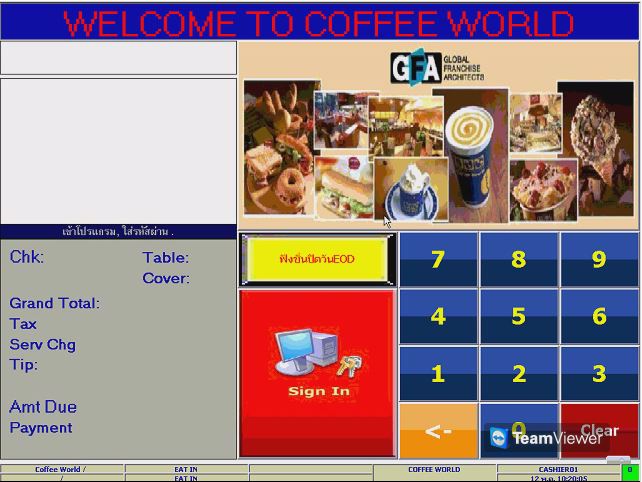 WELCOME TO COFFEE WORLD
GFA GLOBAL
FRANCHISE
ARCHITECTS
เข้าโปรแกรม, ใส่รหัสผ่าน .
Chk:
Table:
Cover:
Grand Total:
Tax
Serv Chg
Tip:
Amt Due
Payment
ฟังชั่นปิดวันEOD
Sign In
7 8 9
4 5 6
1 2 3
<- 0 Clear
TeamViewer
Coffee World / EAT IN COFFEE WORLD CASHIER01 0
/ EAT IN 12 พ.ค. 10:20:05